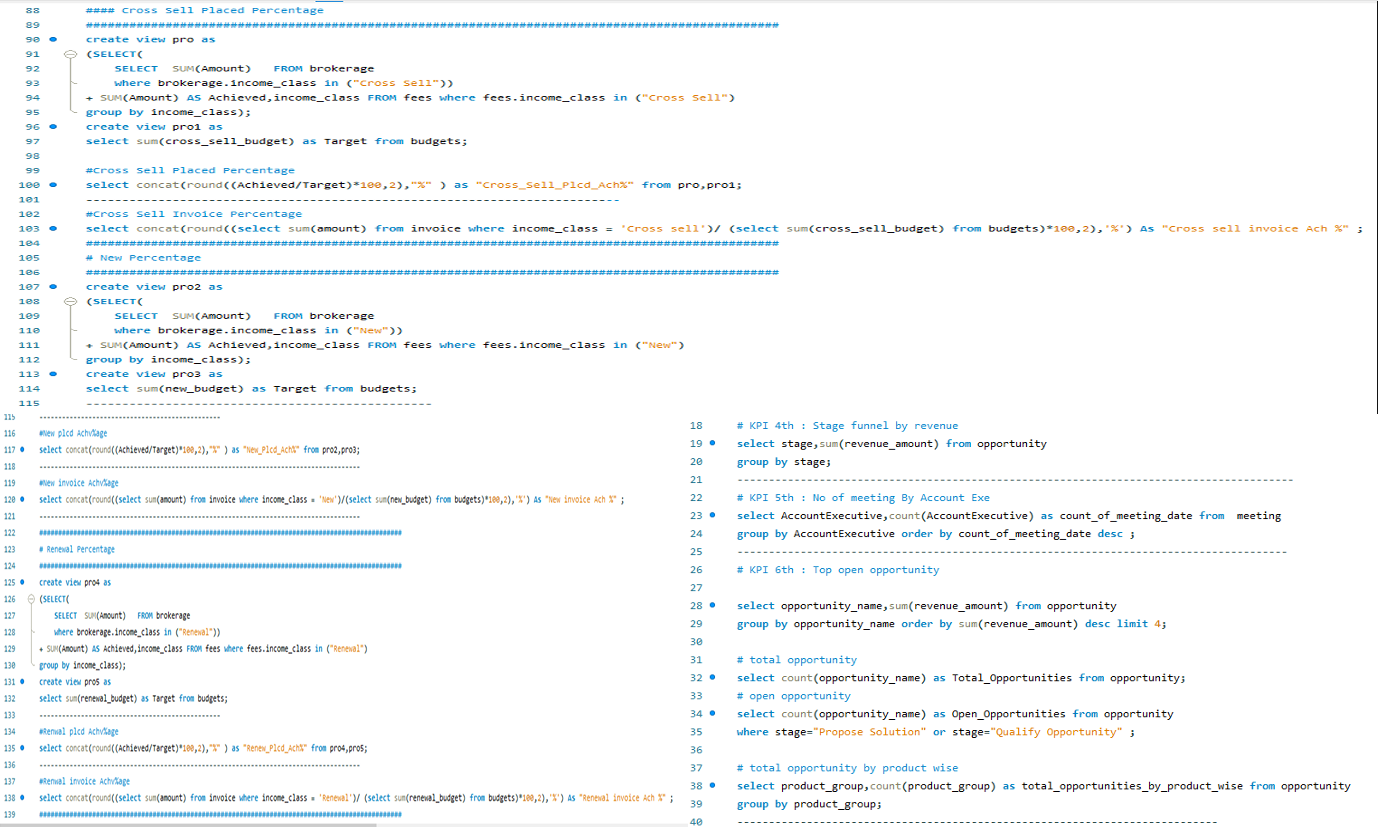 88 #### Cross Sell Placed Percentage
89 ################################################################################################
90 create view pro as
91 (SELECT(
92 SELECT SUM(Amount) FROM brokerage
93 where brokerage.income_class in ("Cross Sell"))
94 + SUM(Amount) AS Achieved,income_class FROM fees where fees.income_class in ("Cross Sell")
95 group by income_class);
96 create view pro1 as
97 select sum(cross_sell_budget) as Target from budgets;
98
99 #Cross Sell Placed Percentage
100 select concat(round((Achieved/Target)*100,2),"%" ) as "Cross_Sell_Plcd_Ach%" from pro,pro1;
101 --------------------------------------------------------------------------
102 #Cross Sell Invoice Percentage
103 select concat(round((select sum(amount) from invoice where income_class = 'Cross sell')/ (select sum(cross_sell_budget) from budgets)*100,2),'%') As "Cross sell invoice Ach %" ;
104 ################################################################################################
105 # New Percentage
106 ################################################################################################
107 create view pro2 as
108 (SELECT(
109 SELECT SUM(Amount) FROM brokerage
110 where brokerage.income_class in ("New"))
111 + SUM(Amount) AS Achieved,income_class FROM fees where fees.income_class in ("New")
112 group by income_class);
113 create view pro3 as
114 select sum(new_budget) as Target from budgets;
115 ------------------------------------------------
115 ------------------------------------------------
116 #New plcd Achv%age
117 select concat(round((Achieved/Target)*100,2),"%" ) as "New_Plcd_Ach%" from pro2,pro3;
118 -------------------------------------------------------------------------------------
119 #New invoice Achv%age
120 select concat(round((select sum(amount) from invoice where income_class = 'New')/(select sum(new_budget) from budgets)*100,2),'%') As "New invoice Ach %" ;
121 -------------------------------------------------------------------------------------
122 ################################################################################################
123 # Renewal Percentage
124 ################################################################################################
125 create view pro4 as
126 (SELECT(
127 SELECT SUM(Amount) FROM brokerage
128 where brokerage.income_class in ("Renewal"))
129 + SUM(Amount) AS Achieved,income_class FROM fees where fees.income_class in ("Renewal")
130 group by income_class);
131 create view pro5 as
132 select sum(renewal_budget) as Target from budgets;
133 ------------------------------------------------
134 #Renwal plcd Achv%age
135 select concat(round((Achieved/Target)*100,2),"%" ) as "Renew_Plcd_Ach%" from pro4,pro5;
136 -------------------------------------------------------------------------------------
137 #Renwal invoice Achv%age
138 select concat(round((select sum(amount) from invoice where income_class = 'Renewal')/ (select sum(renewal_budget) from budgets)*100,2),'%') As "Renewal invoice Ach %" ;
139 ################################################################################################
18 # KPI 4th : Stage funnel by revenue
19 select stage,sum(revenue_amount) from opportunity
20 group by stage;
21 --------------------------------------------------------------------------------------------
22 # KPI 5th : No of meeting By Account Exe
23 select AccountExecutive,count(AccountExecutive) as count_of_meeting_date from meeting
24 group by AccountExecutive order by count_of_meeting_date desc ;
25 -------------------------------------------------------------------------------------------
26 # KPI 6th : Top open opportunity
27
28 select opportunity_name,sum(revenue_amount) from opportunity
29 group by opportunity_name order by sum(revenue_amount) desc limit 4;
30
31 # total opportunity
32 select count(opportunity_name) as Total_Opportunities from opportunity;
33 # open opportunity
34 select count(opportunity_name) as Open_Opportunities from opportunity
35 where stage="Propose Solution" or stage="Qualify Opportunity" ;
36
37 # total opportunity by product wise
38 select product_group,count(product_group) as total_opportunities_by_product_wise from opportunity
39 group by product_group;
40 --------------------------------------------------------------------------------